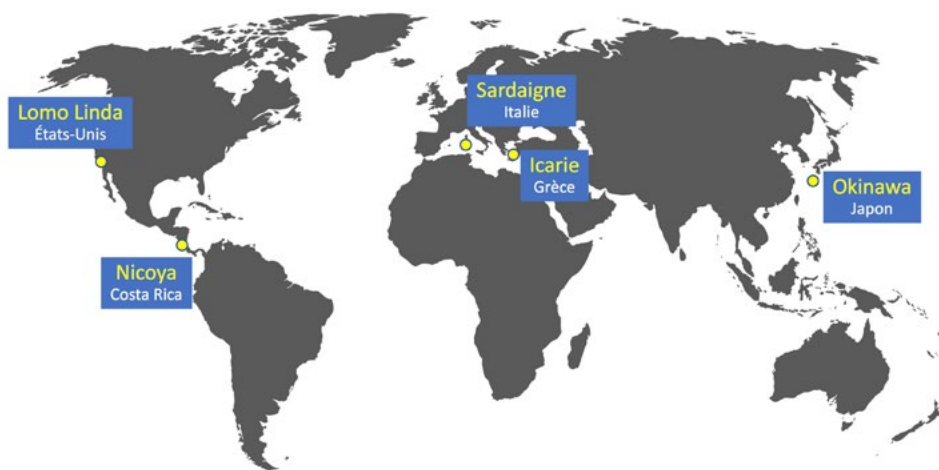 Lomo Linda
États-Unis
Sardaigne
Italie
Icarie
Grèce
Okinawa
Japon
Nicoya
Costa Rica